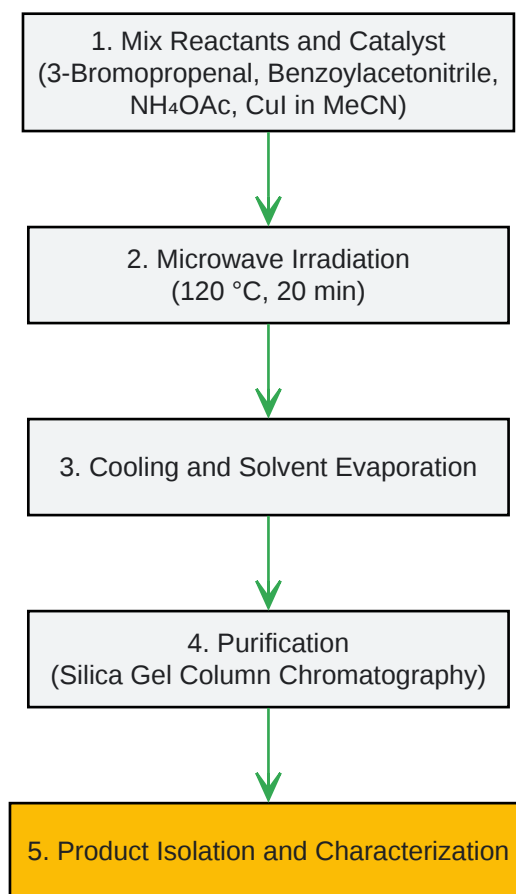 1. Mix Reactants and Catalyst
(3-Bromopropenal, Benzoylacetonitrile,
NH₄OAc, CuI in MeCN)
2. Microwave Irradiation
(120 °C, 20 min)
3. Cooling and Solvent Evaporation
4. Purification
(Silica Gel Column Chromatography)
5. Product Isolation and Characterization